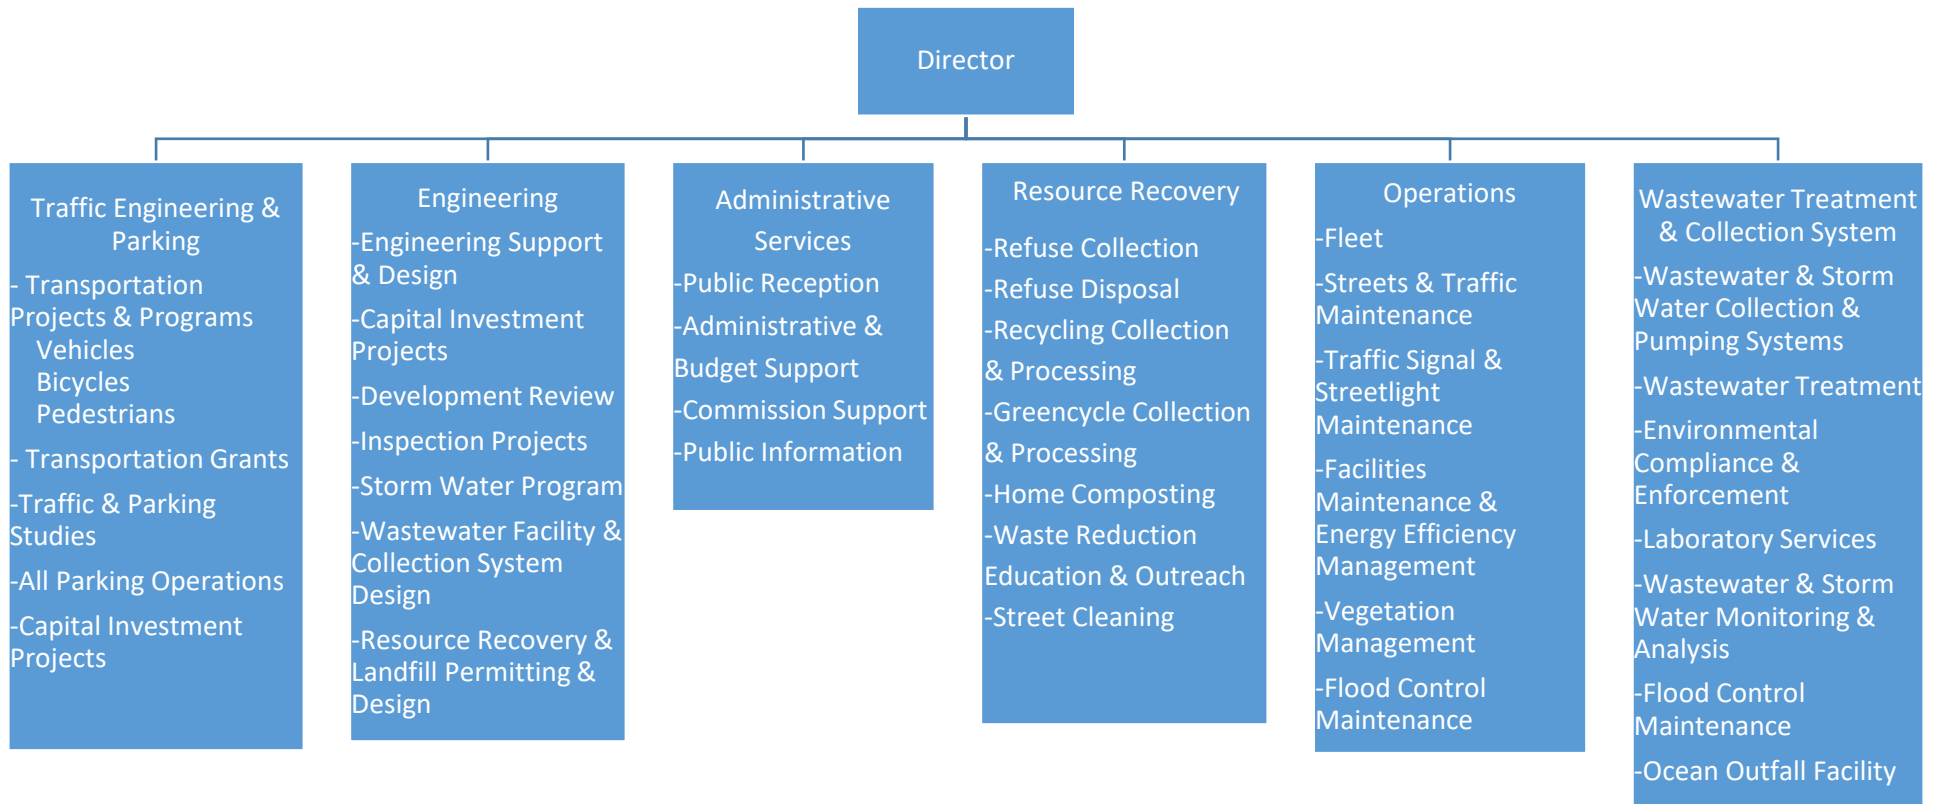 Director
Traffic Engineering &
Parking
- Transportation
Projects & Programs
Vehicles
Bicycles
Pedestrians
- Transportation Grants
-Traffic & Parking
Studies
-All Parking Operations
-Capital Investment
Projects
Engineering
-Engineering Support
& Design
-Capital Investment
Projects
-Development Review
-Inspection Projects
-Storm Water Program
-Wastewater Facility &
Collection System
Design
-Resource Recovery &
Landfill Permitting &
Design
Administrative
Services
-Public Reception
-Administrative &
Budget Support
-Commission Support
-Public Information
Resource Recovery
-Refuse Collection
-Refuse Disposal
-Recycling Collection
& Processing
-Greencycle Collection
& Processing
-Home Composting
-Waste Reduction
Education & Outreach
-Street Cleaning
Operations
-Fleet
-Streets & Traffic
Maintenance
-Traffic Signal &
Streetlight
Maintenance
-Facilities
Maintenance &
Energy Efficiency
Management
-Vegetation
Management
-Flood Control
Maintenance
Wastewater Treatment
& Collection System
-Wastewater & Storm
Water Collection &
Pumping Systems
-Wastewater Treatment
-Environmental
Compliance &
Enforcement
-Laboratory Services
-Wastewater & Storm
Water Monitoring &
Analysis
-Flood Control
Maintenance
-Ocean Outfall Facility